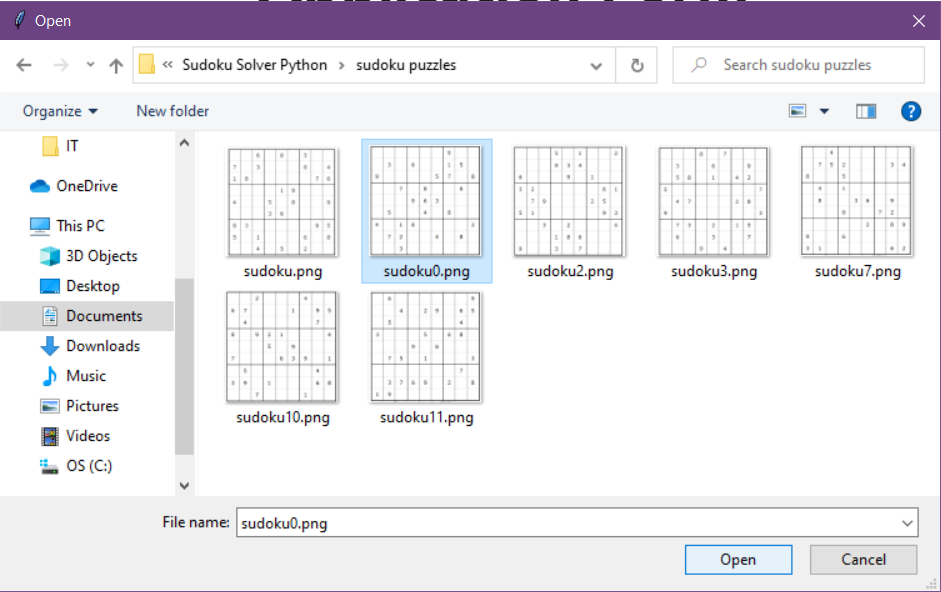 Open
« Sudoku Solver Python › sudoku puzzles
Search sudoku puzzles
Organize
New folder
?
IT
OneDrive
This PC
3D Objects
Desktop
Documents
Downloads
Music
Pictures
Videos
OS (C:)
sudoku.png
sudoku0.png
sudoku2.png
sudoku3.png
sudoku7.png
sudoku10.png
sudoku11.png
File name:
sudoku0.png
Open
Cancel